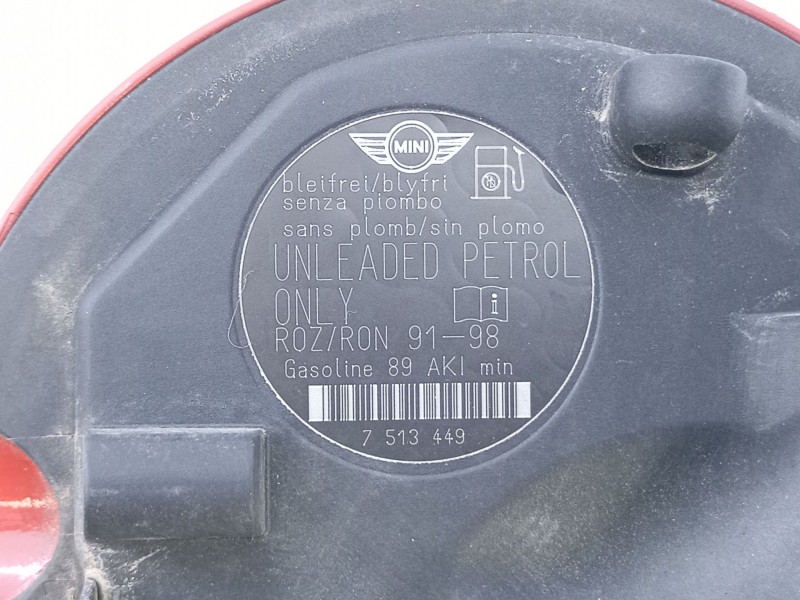 MINI
bleifrei/blyfri
senza piombo
sans plomb/sin plomo
UNLEADED PETROL
ONLY i
ROZ/RON 91-98
Gasoline 89 AKI min
7 513 449